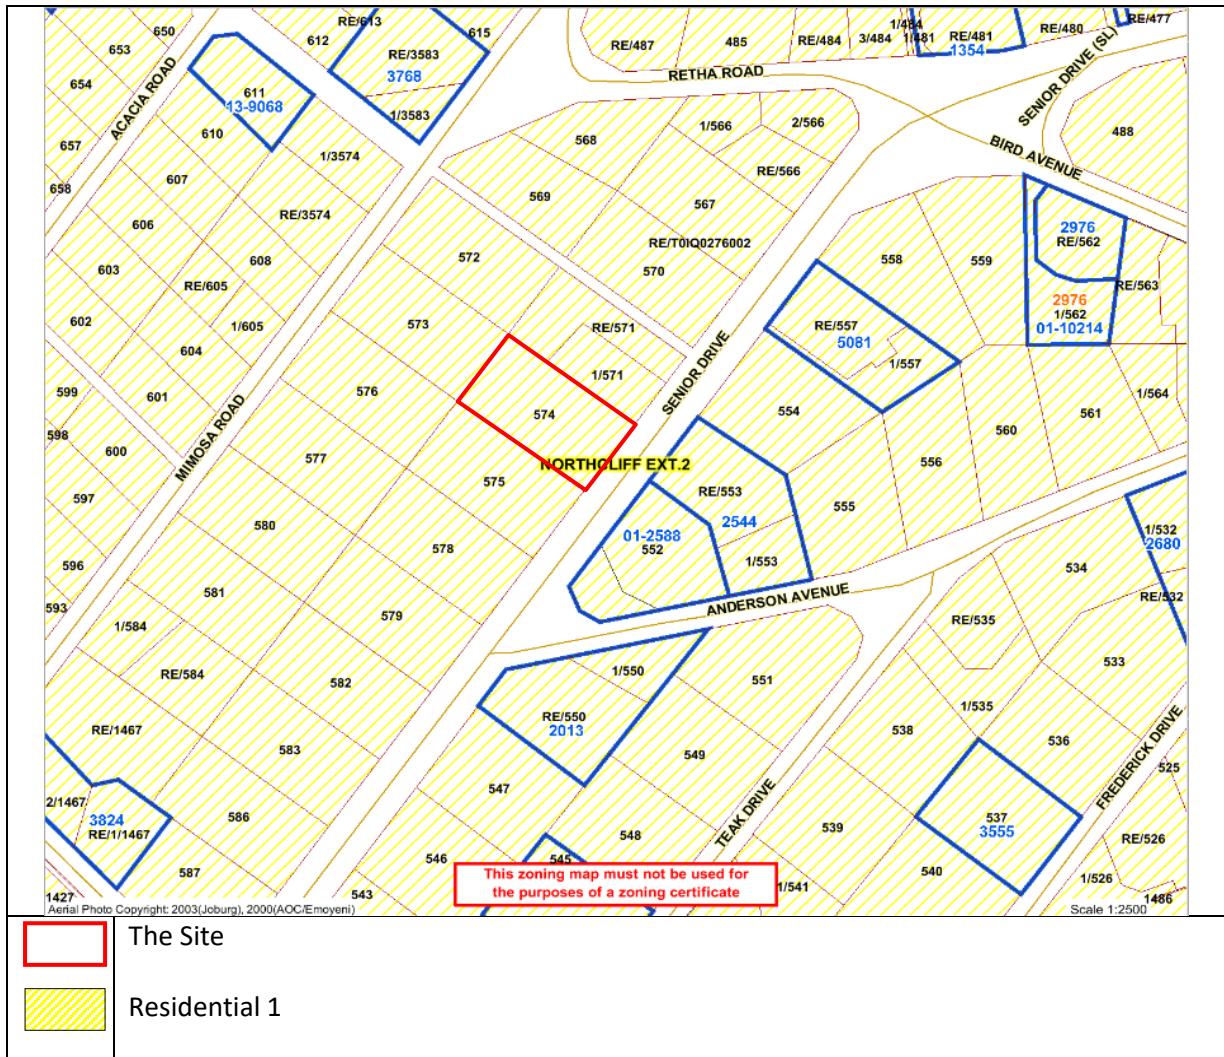 650
RE/613
612
615
653
RE/3583
3768
654
ACACIA ROAD
611
13-9068
1/3583
610
657
1/3574
658
607
RE/3574
606
608
603
RE/605
602
1/605
604
599
601
598
600
MIMOSA ROAD
597
596
593
RE/487
485
RE/484
3/484
1/484
1/481
RE/481
1354
RE/480
RE/477
RETHA ROAD
SENIOR DRIVE (SL)
488
BIRD AVENUE
568
1/566
2/566
RE/566
569
567
RE/T0IQ0276002
570
572
573
RE/571
1/571
576
574
SENIOR DRIVE
NORTHCLIFF EXT.2
577
575
580
578
581
579
1/584
RE/584
582
583
RE/1467
2/1467
3824
RE/1/1467
586
587
1427
558
559
2976
RE/562
RE/563
2976
1/562
01-10214
RE/557
5081
1/557
554
560
561
1/564
556
555
RE/553
2544
01-2588
552
1/553
ANDERSON AVENUE
1/532
2680
534
RE/532
RE/535
533
1/535
536
1/550
551
RE/550
2013
549
538
547
548
TEAK DRIVE
539
537
3555
FREDERICK DRIVE
525
RE/526
1/526
1486
546
545
543
540
1/541
This zoning map must not be used for
the purposes of a zoning certificate
Aerial Photo Copyright: 2003(Joburg), 2000(AOC/Emoyeni)
Scale 1:2500
The Site
Residential 1